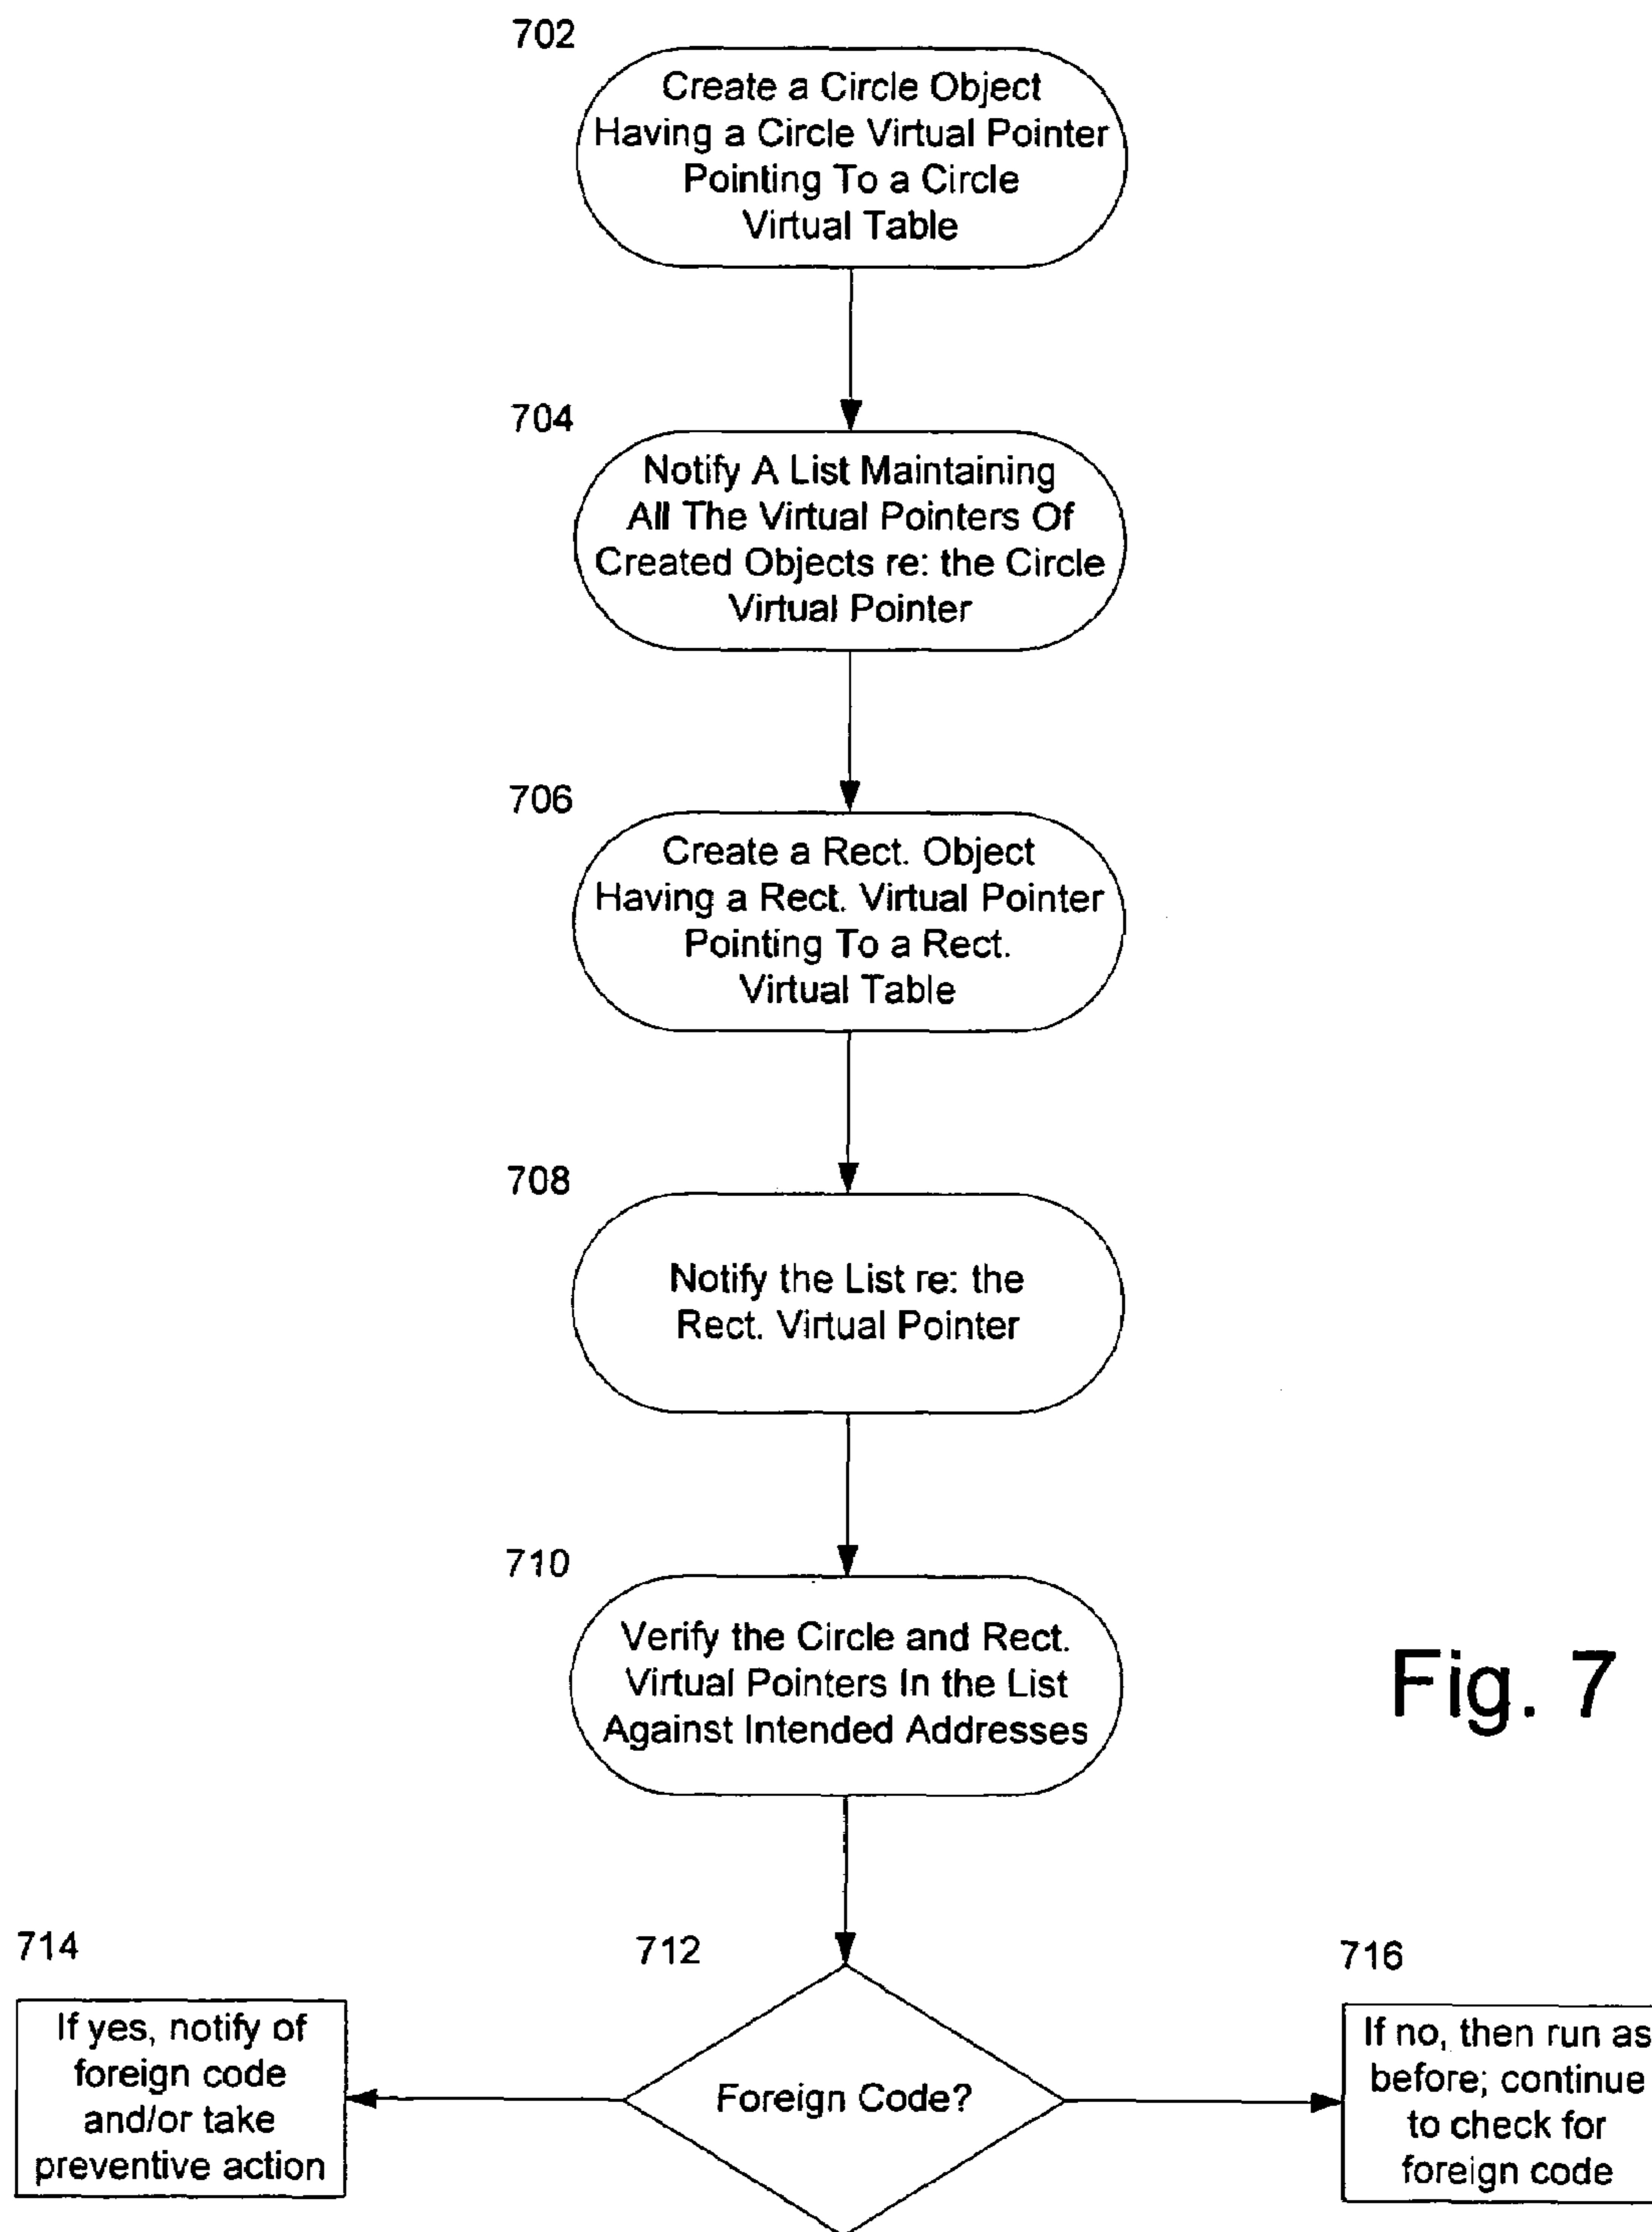 702
Create a Circle Object
Having a Circle Virtual Pointer
Pointing To a Circle
Virtual Table
704
Notify A List Maintaining
All The Virtual Pointers Of
Created Objects re: the Circle
Virtual Pointer
706
Create a Rect. Object
Having a Rect. Virtual Pointer
Pointing To a Rect.
Virtual Table
708
Notify the List re: the
Rect. Virtual Pointer
710
Verify the Circle and Rect.
Virtual Pointers In the List
Against Intended Addresses
Fig. 7
714
If yes, notify of
foreign code
and/or take
preventive action
712
Foreign Code?
716
If no, then run as
before; continue
to check for
foreign code